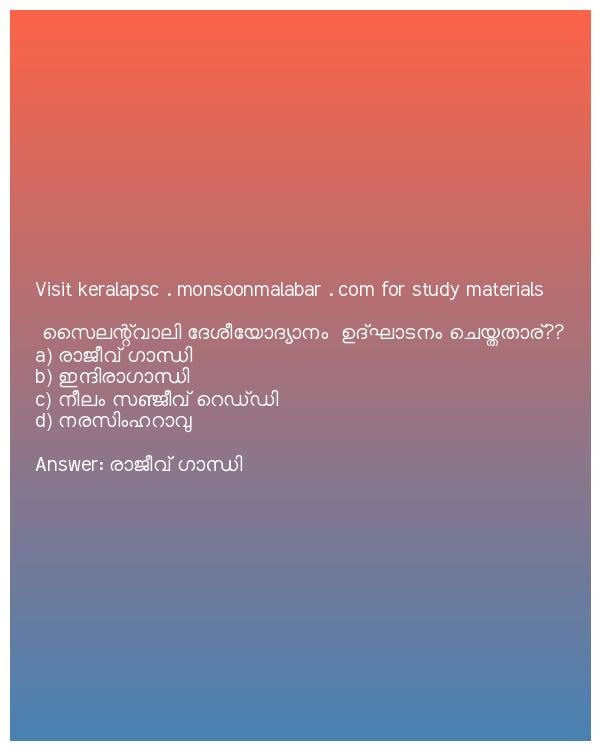 Visit keralapsc . monsoonmalabar . com for study materials
സൈലന്റ്‌വാലി ദേശീയോദ്യാനം ഉദ്ഘാടനം ചെയ്തതാര്??
a) രാജീവ് ഗാന്ധി
b) ഇന്ദിരാഗാന്ധി
c) നീലം സഞ്ജീവ് റെഡ്ഡി
d) നരസിംഹറാവു
Answer: രാജീവ് ഗാന്ധി